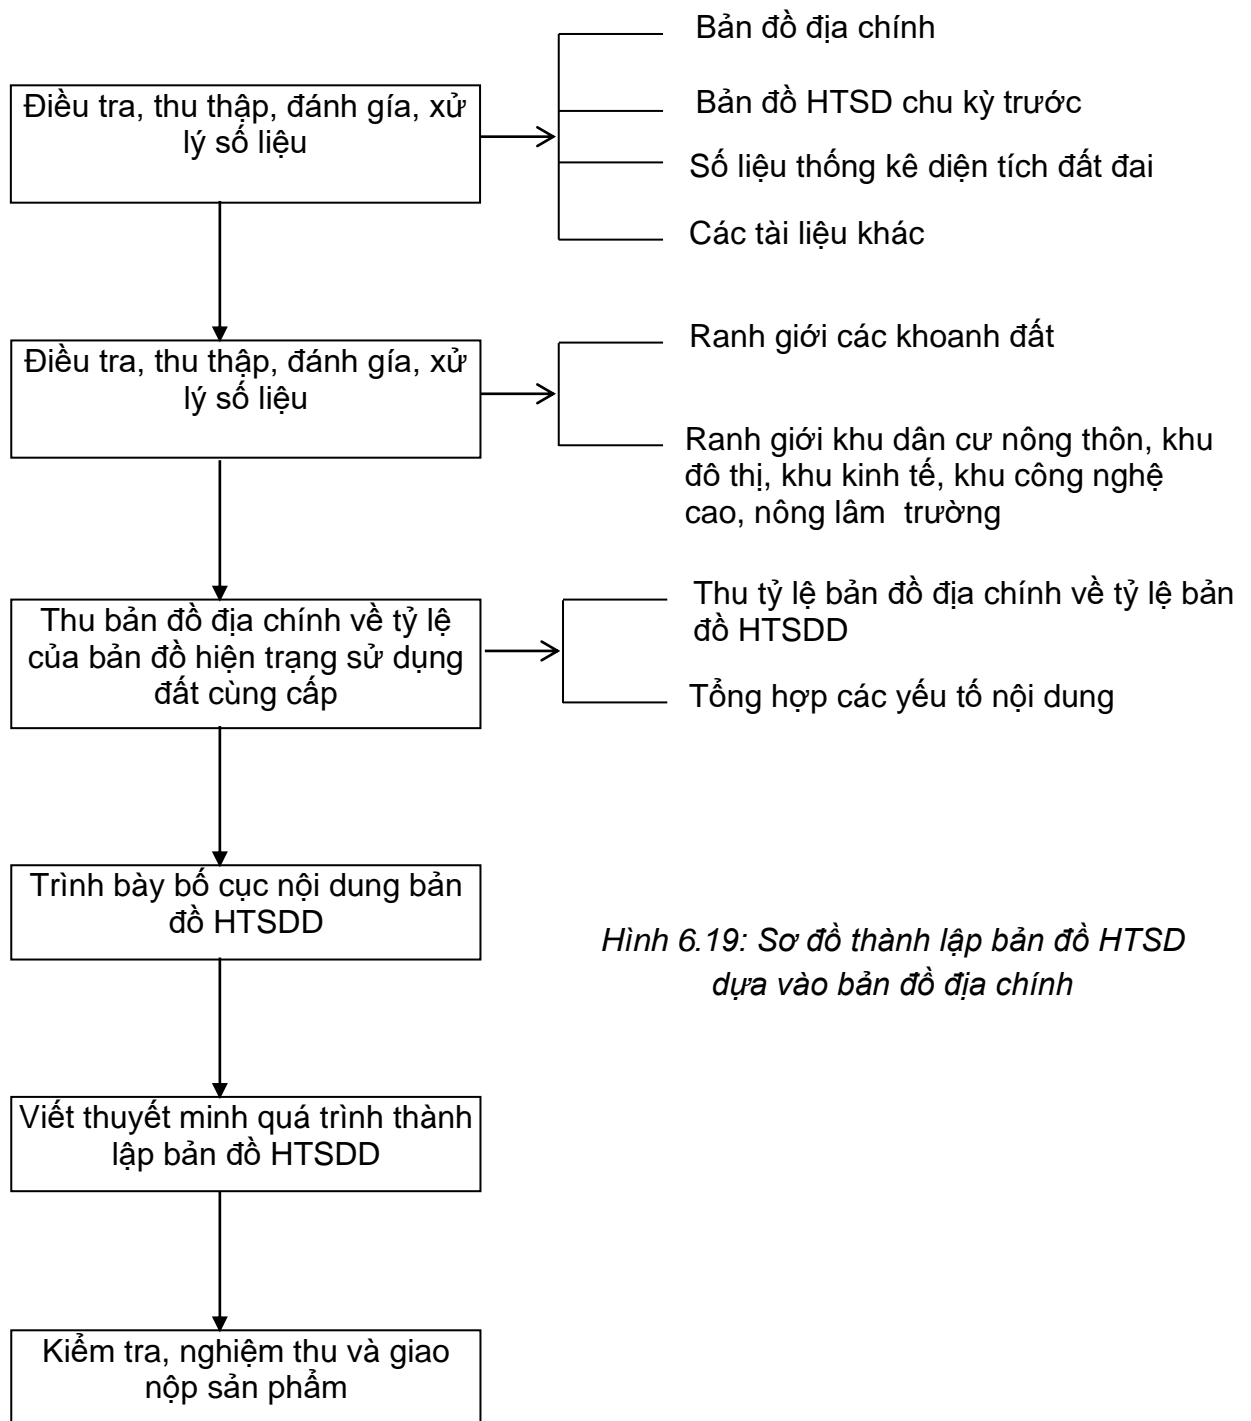 Bản đồ địa chính
Điều tra, thu thập, đánh gía, xử
lý số liệu
Bản đồ HTSD chu kỳ trước
Số liệu thống kê diện tích đất đai
Các tài liệu khác
Điều tra, thu thập, đánh gía, xử
lý số liệu
Ranh giới các khoanh đất
Ranh giới khu dân cư nông thôn, khu
đô thị, khu kinh tế, khu công nghệ
cao, nông lâm  trường
Thu bản đồ địa chính về tỷ lệ
của bản đồ hiện trạng sử dụng
đất cùng cấp
Thu tỷ lệ bản đồ địa chính về tỷ lệ bản
đồ HTSDD
Tổng hợp các yếu tố nội dung
Trình bày bố cục nội dung bản
đồ HTSDD
Hình 6.19: Sơ đồ thành lập bản đồ HTSD
dựa vào bản đồ địa chính
Viết thuyết minh quá trình thành
lập bản đồ HTSDD
Kiểm tra, nghiệm thu và giao
nộp sản phẩm